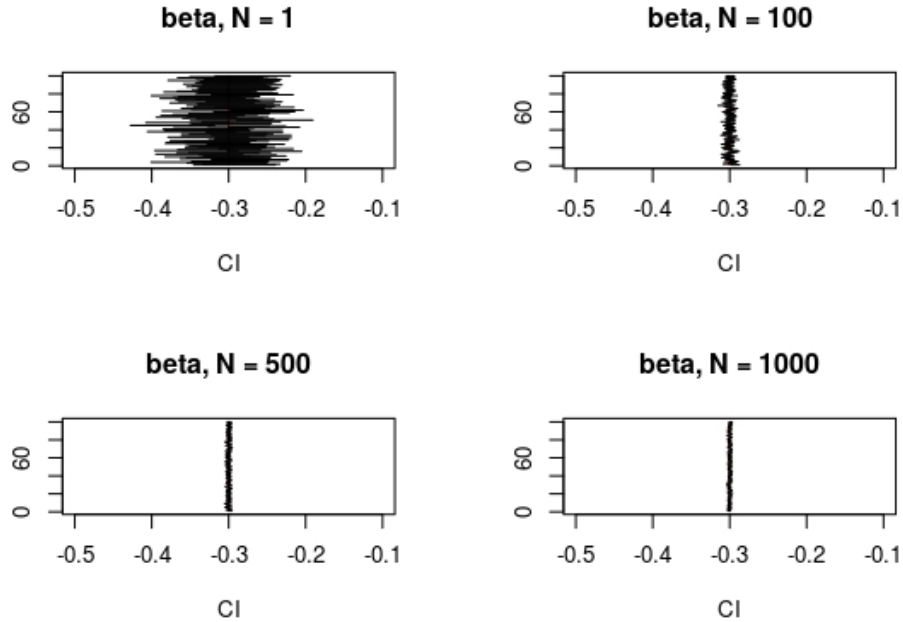 beta, N = 1
60
0
-0.5 -0.4 -0.3 -0.2 -0.1
CI
beta, N = 100
60
0
-0.5 -0.4 -0.3 -0.2 -0.1
CI
beta, N = 500
60
0
-0.5 -0.4 -0.3 -0.2 -0.1
CI
beta, N = 1000
60
0
-0.5 -0.4 -0.3 -0.2 -0.1
CI